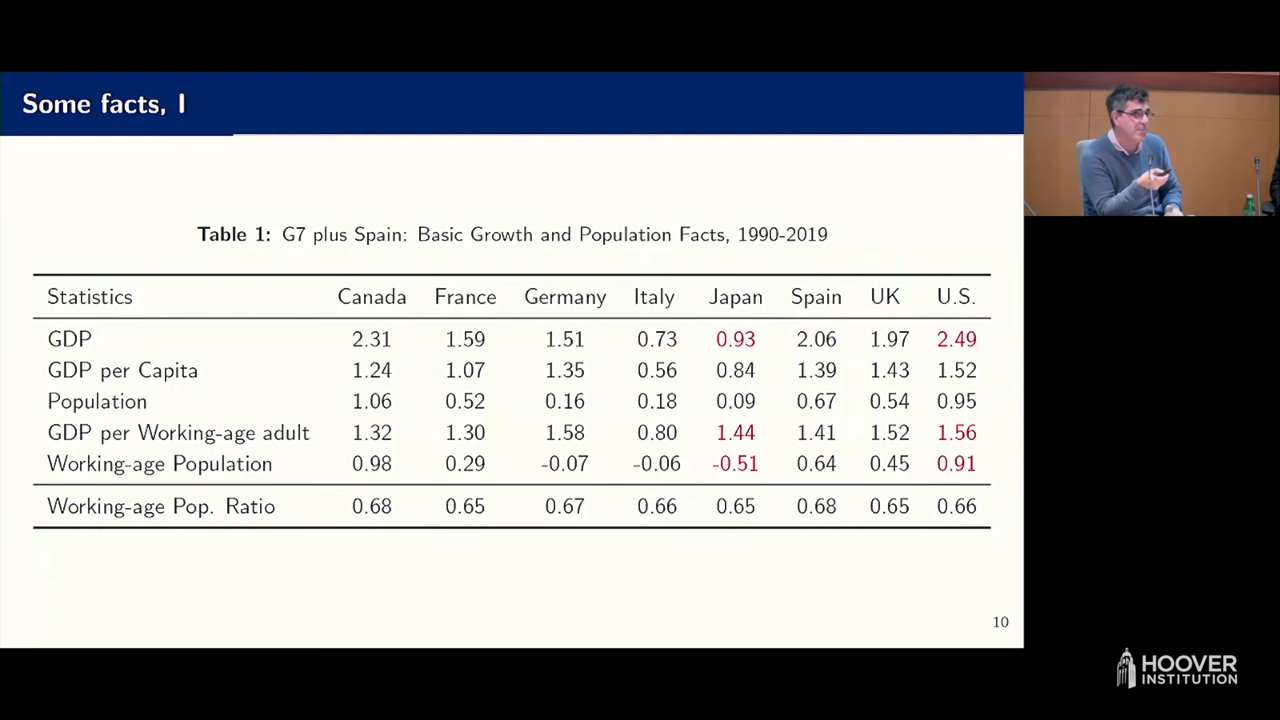 Some facts, I
Table 1: G7 plus Spain: Basic Growth and Population Facts, 1990-2019
Statistics Canada France Germany Italy Japan Spain UK U.S.
GDP 2.31 1.59 1.51 0.73 0.93 2.06 1.97 2.49
GDP per Capita 1.24 1.07 1.35 0.56 0.84 1.39 1.43 1.52
Population 1.06 0.52 0.16 0.18 0.09 0.67 0.54 0.95
GDP per Working-age adult 1.32 1.30 1.58 0.80 1.44 1.41 1.52 1.56
Working-age Population 0.98 0.29 -0.07 -0.06 -0.51 0.64 0.45 0.91
Working-age Pop. Ratio 0.68 0.65 0.67 0.66 0.65 0.68 0.65 0.66
10
HOOVER
INSTITUTION